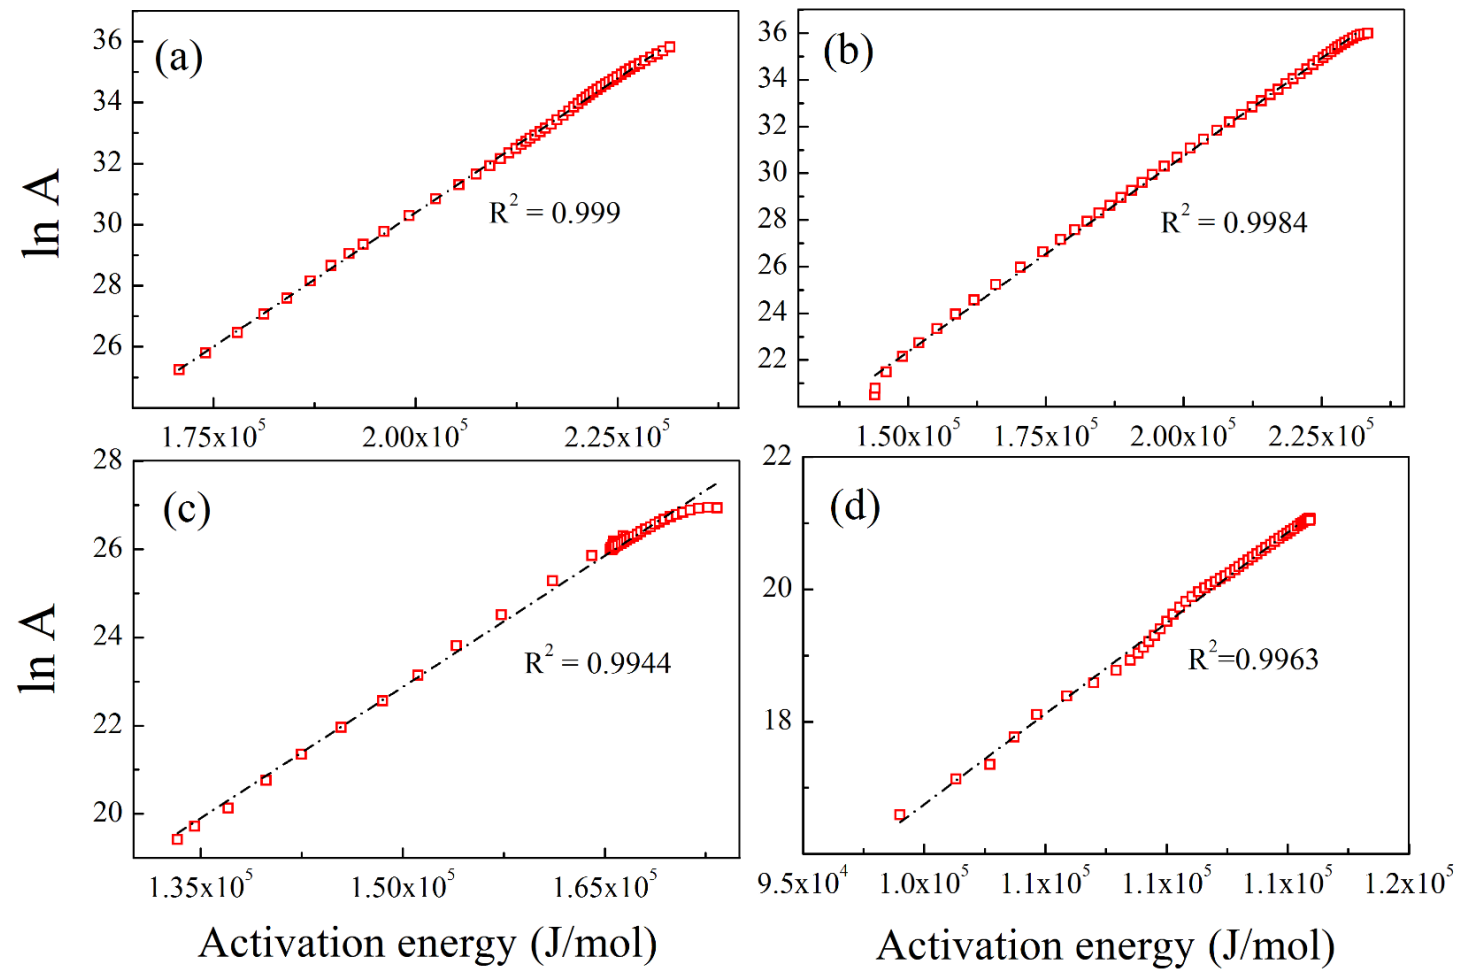 (a)
ln A
36
34
32
30
28
26
R² = 0.999
1.75x10⁵ 2.00x10⁵ 2.25x10⁵
(b)
36
34
32
30
28
26
24
22
R² = 0.9984
1.50x10⁵ 1.75x10⁵ 2.00x10⁵ 2.25x10⁵
(c)
ln A
28
26
24
22
20
R² = 0.9944
1.35x10⁵ 1.50x10⁵ 1.65x10⁵
Activation energy (J/mol)
(d)
22
20
18
R²=0.9963
9.5x10⁴ 1.0x10⁵ 1.1x10⁵ 1.1x10⁵ 1.1x10⁵ 1.2x10⁵
Activation energy (J/mol)